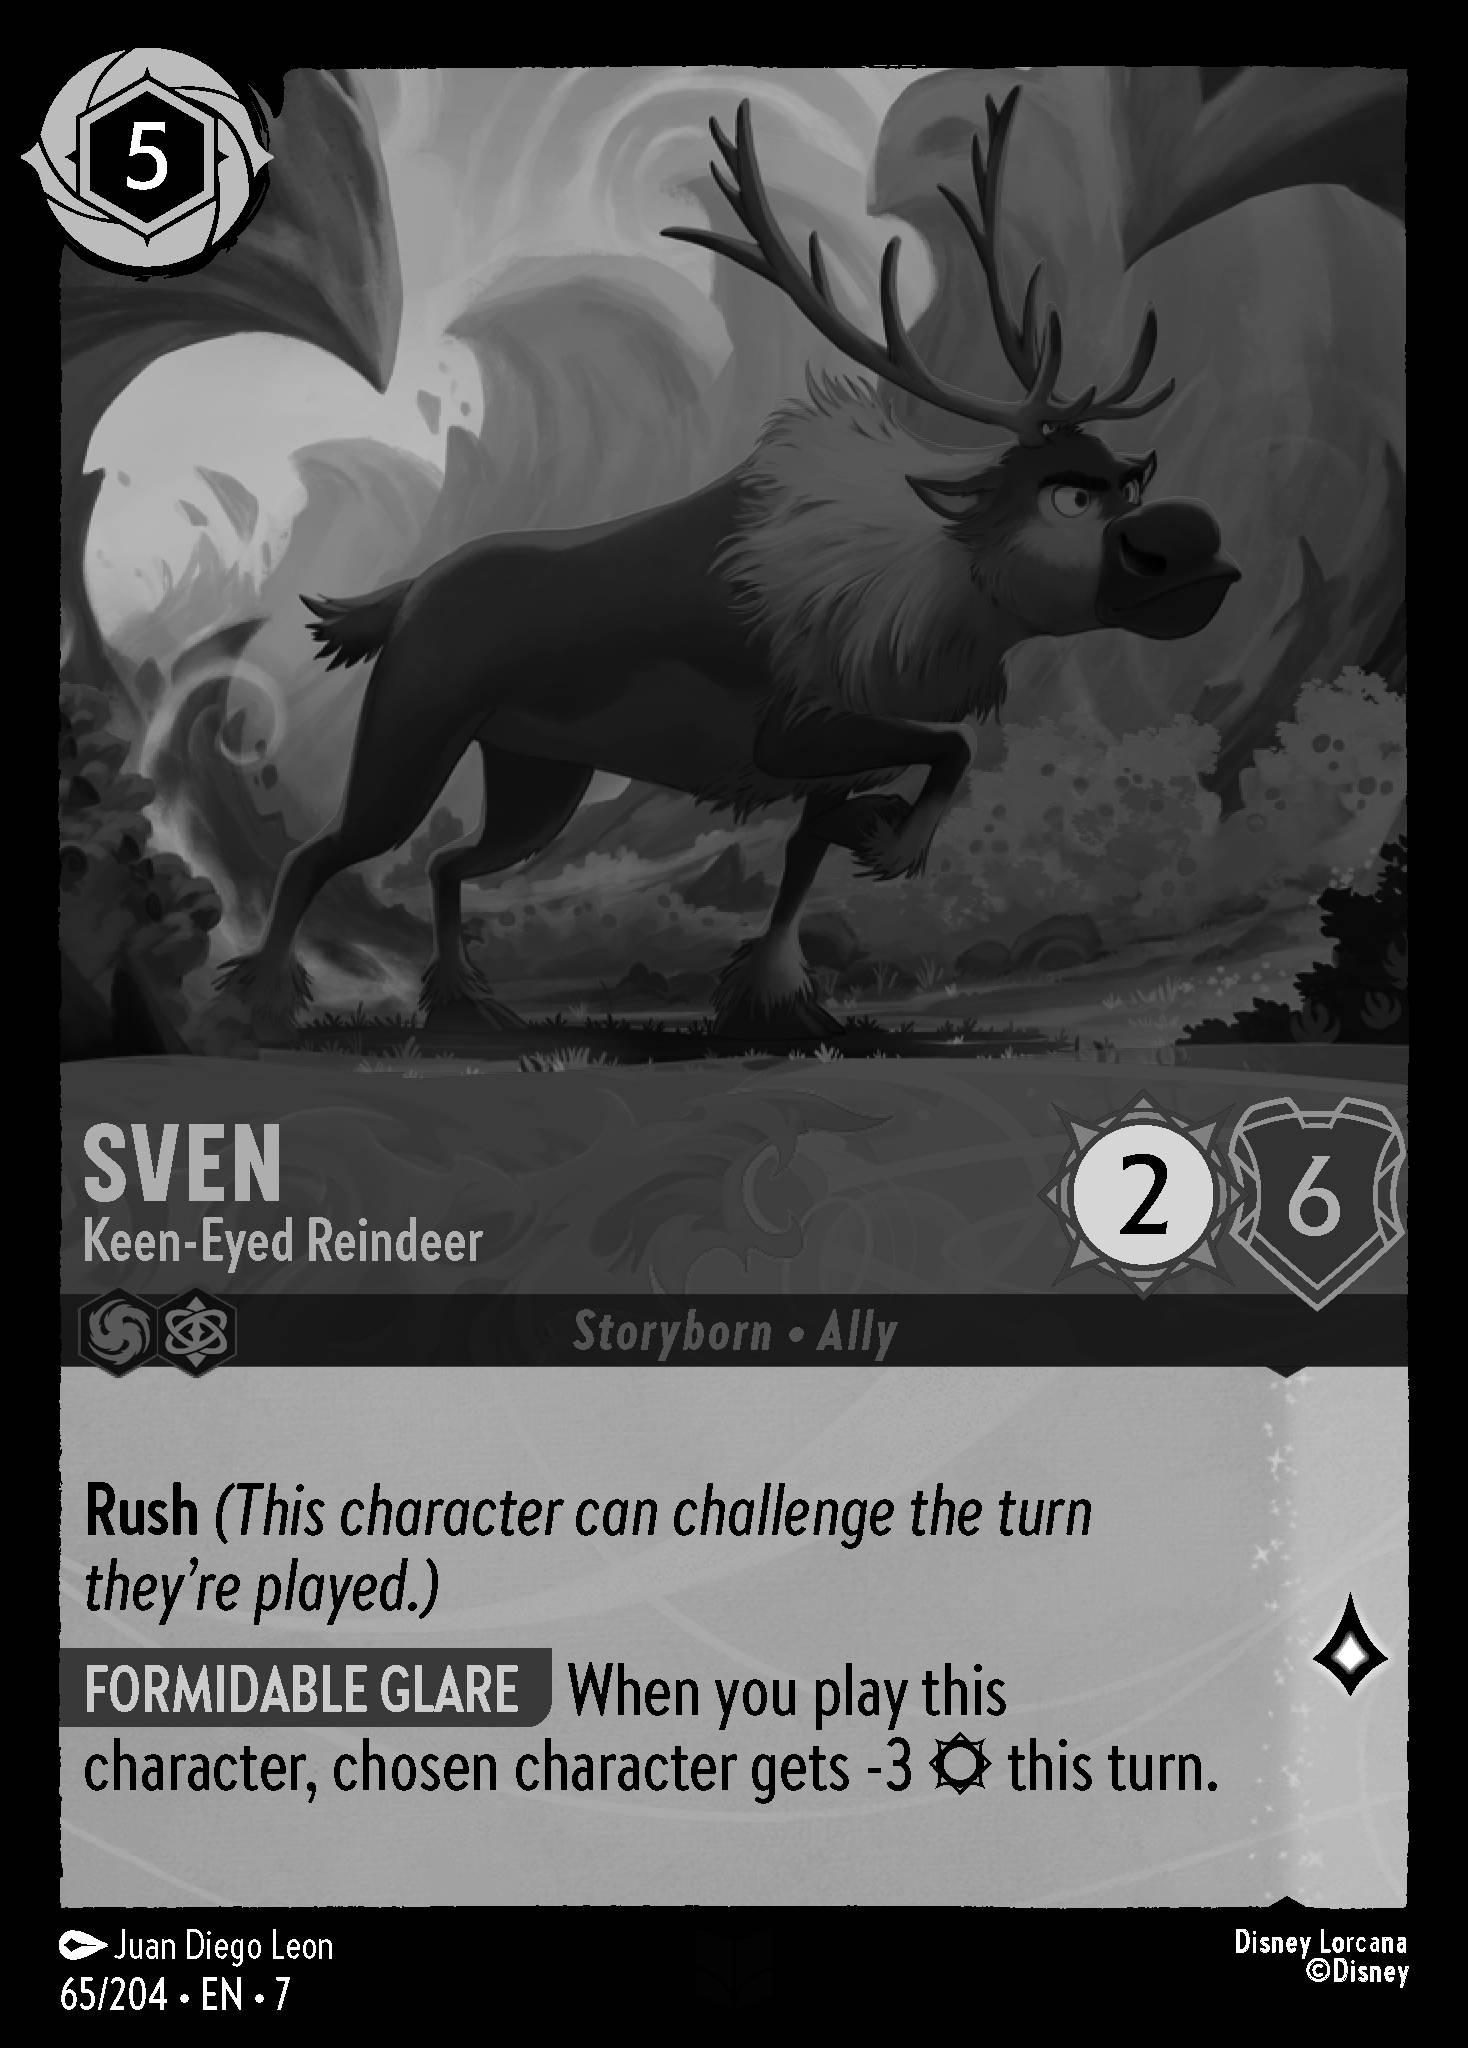 5
SVEN
Keen-Eyed Reindeer
2
6
Storyborn • Ally
Rush (This character can challenge the turn
they're played.)
FORMIDABLE GLARE When you play this
character, chosen character gets -3 this turn.
Juan Diego Leon
65/204 • EN • 7
Disney Lorcana
©Disney